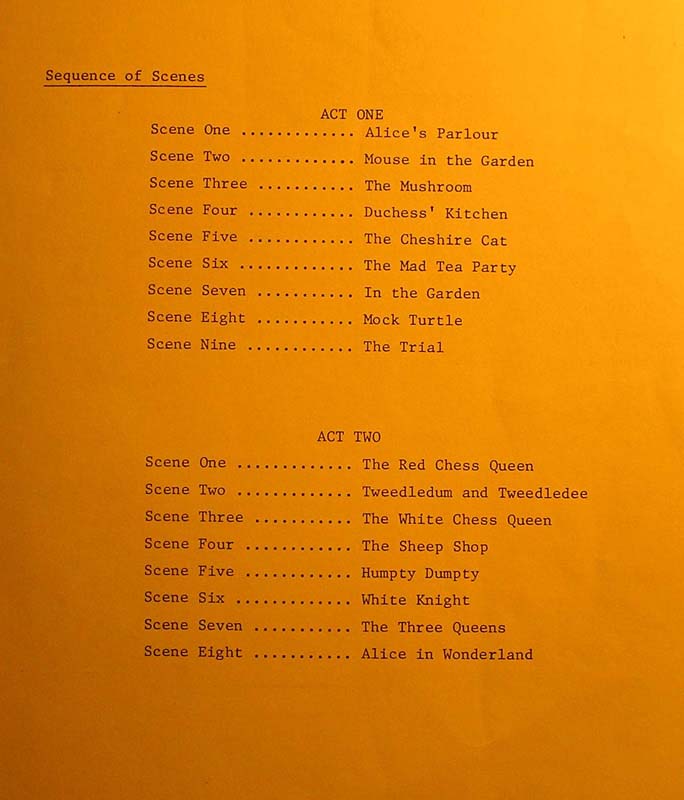 Sequence of Scenes
ACT ONE
Scene One ............. Alice's Parlour
Scene Two ............. Mouse in the Garden
Scene Three ........... The Mushroom
Scene Four ............ Duchess' Kitchen
Scene Five ............ The Cheshire Cat
Scene Six ............. The Mad Tea Party
Scene Seven ........... In the Garden
Scene Eight ........... Mock Turtle
Scene Nine ............ The Trial
ACT TWO
Scene One ............. The Red Chess Queen
Scene Two ............. Tweedledum and Tweedledee
Scene Three ........... The White Chess Queen
Scene Four ............ The Sheep Shop
Scene Five ............ Humpty Dumpty
Scene Six ............. White Knight
Scene Seven ........... The Three Queens
Scene Eight ........... Alice in Wonderland